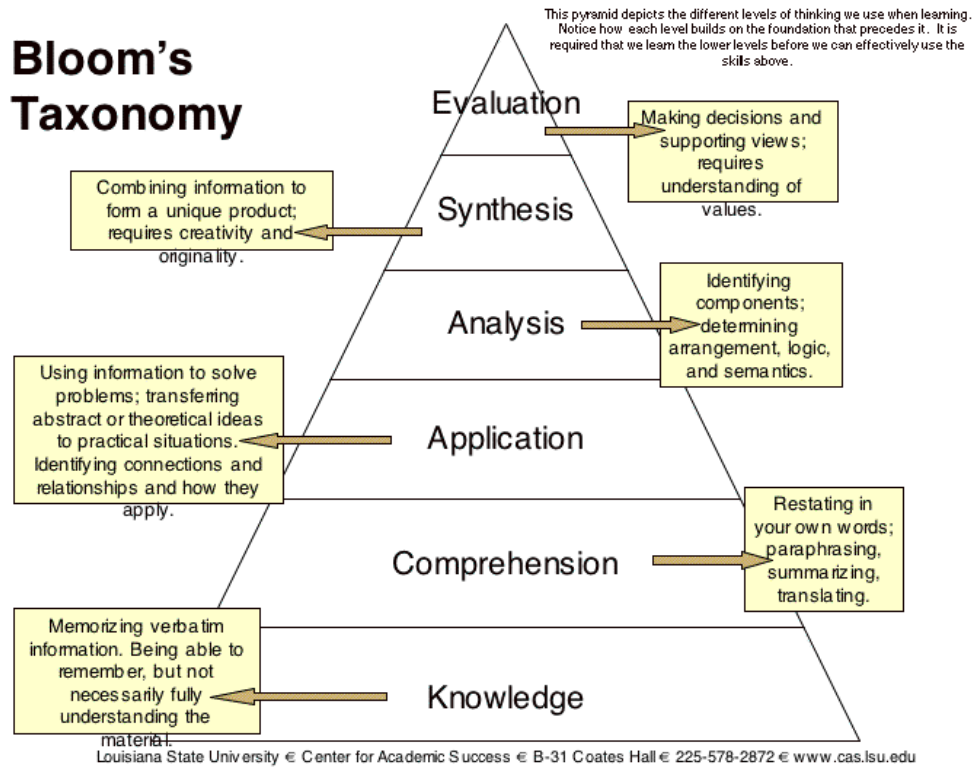 This pyramid depicts the different levels of thinking we use when learning.
Notice how each level builds on the foundation that precedes it. It is
required that we learn the lower levels before we can effectively use the
skills above.
Bloom's
Taxonomy
Evaluation
Making decisions and
supporting views;
requires
understanding of
values.
Combining information to
form a unique product;
requires creativity and
originality.
Synthesis
Identifying
components;
determining
arrangement, logic,
and semantics.
Analysis
Using information to solve
problems; transferring
abstract or theoretical ideas
to practical situations.
Identifying connections and
relationships and how they
apply.
Application
Restating in
your own words;
paraphrasing,
summarizing,
translating.
Comprehension
Memorizing verbatim
information. Being able to
remember, but not
necessarily fully
understanding the
material.
Knowledge
Louisiana State University € Center for Academic Success € B-31 Coates Hall € 225-578-2872 € www.cas.lsu.edu